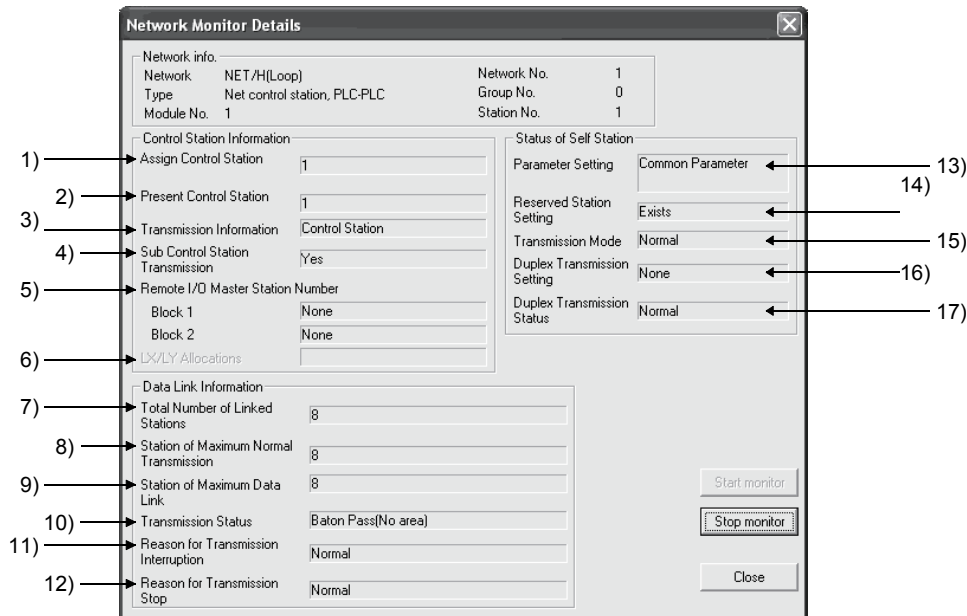 Network Monitor Details
Network info.
Network NET/H(Loop)
Type Net control station, PLC-PLC
Module No. 1
Network No. 1
Group No. 0
Station No. 1
Control Station Information
1) Assign Control Station 1
2) Present Control Station 1
3) Transmission Information Control Station
4) Sub Control Station
Transmission Yes
5) Remote I/O Master Station Number
Block 1 None
Block 2 None
6) LX/LY Allocations
Status of Self Station
Parameter Setting Common Parameter 13)
14)
Reserved Station
Setting Exists
Transmission Mode Normal 15)
Duplex Transmission
Setting None 16)
Duplex Transmission
Status Normal 17)
Data Link Information
7) Total Number of Linked
Stations 8
8) Station of Maximum Normal
Transmission 8
9) Station of Maximum Data
Link 8
10) Transmission Status Baton Pass(No area)
11) Reason for Transmission
Interruption Normal
12) Reason for Transmission
Stop Normal
Start monitor
Stop monitor
Close